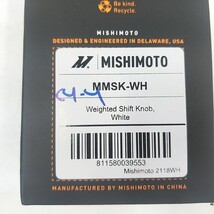 Be kind.
Recycle.
MISHIMOTO
DESIGNED & ENGINEERED IN DELAWARE, USA
MISHIMOTO
MMSK-WH
Weighted Shift Knob,
White
811580039553
Mishimoto 2118WH
MANUFACTURED BY MISHIMOTO IN CHINA